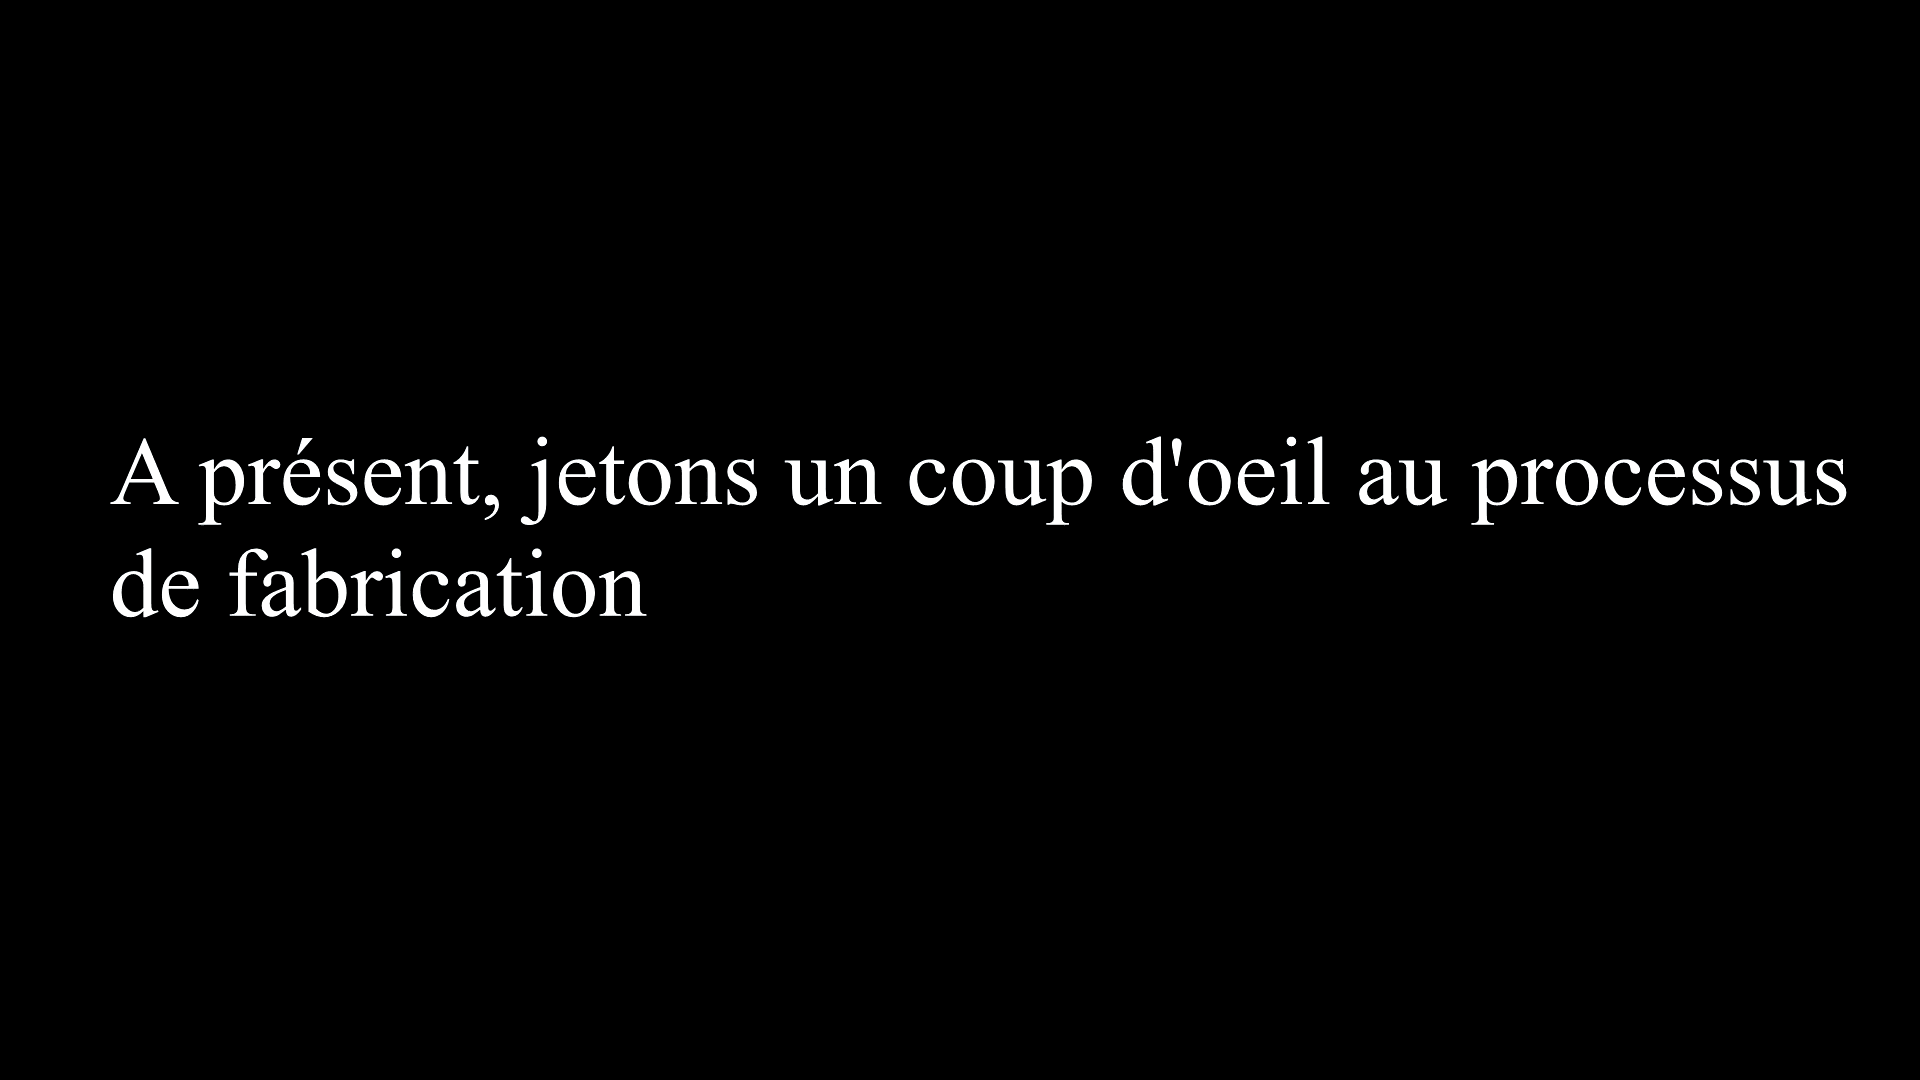 A présent, jetons un coup d'oeil au processus
de fabrication